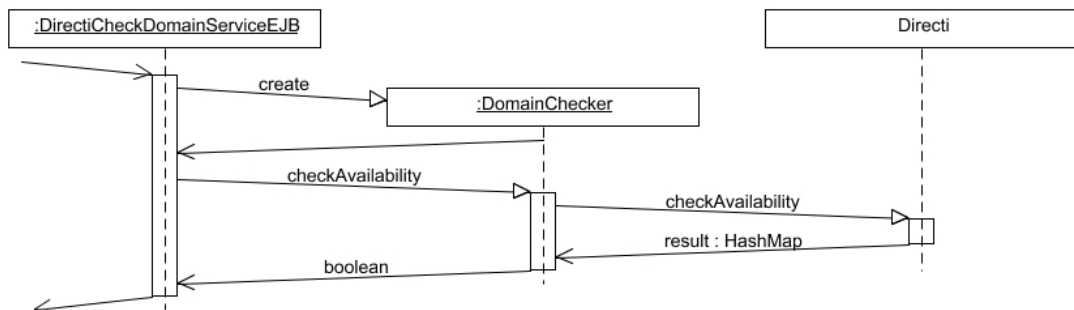 :DirectiCheckDomainServiceEJB
Directi
create
:DomainChecker
checkAvailability
checkAvailability
result : HashMap
boolean